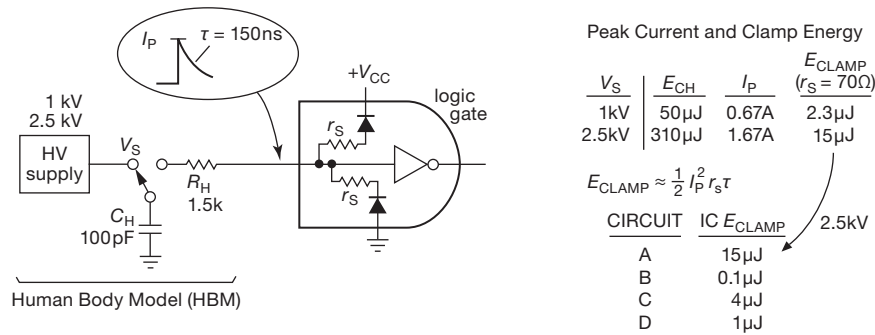 I_P τ = 150ns
+V_CC
logic gate
r_S
r_S
1 kV
2.5 kV
HV supply
V_S
R_H
1.5k
C_H
100pF
Human Body Model (HBM)
Peak Current and Clamp Energy
V_S E_CH I_P E_CLAMP (r_S = 70Ω)
1kV 50µJ 0.67A 2.3µJ
2.5kV 310µJ 1.67A 15µJ
E_CLAMP ≈ ½ I_P² r_s τ
CIRCUIT IC E_CLAMP 2.5kV
A 15µJ
B 0.1µJ
C 4µJ
D 1µJ